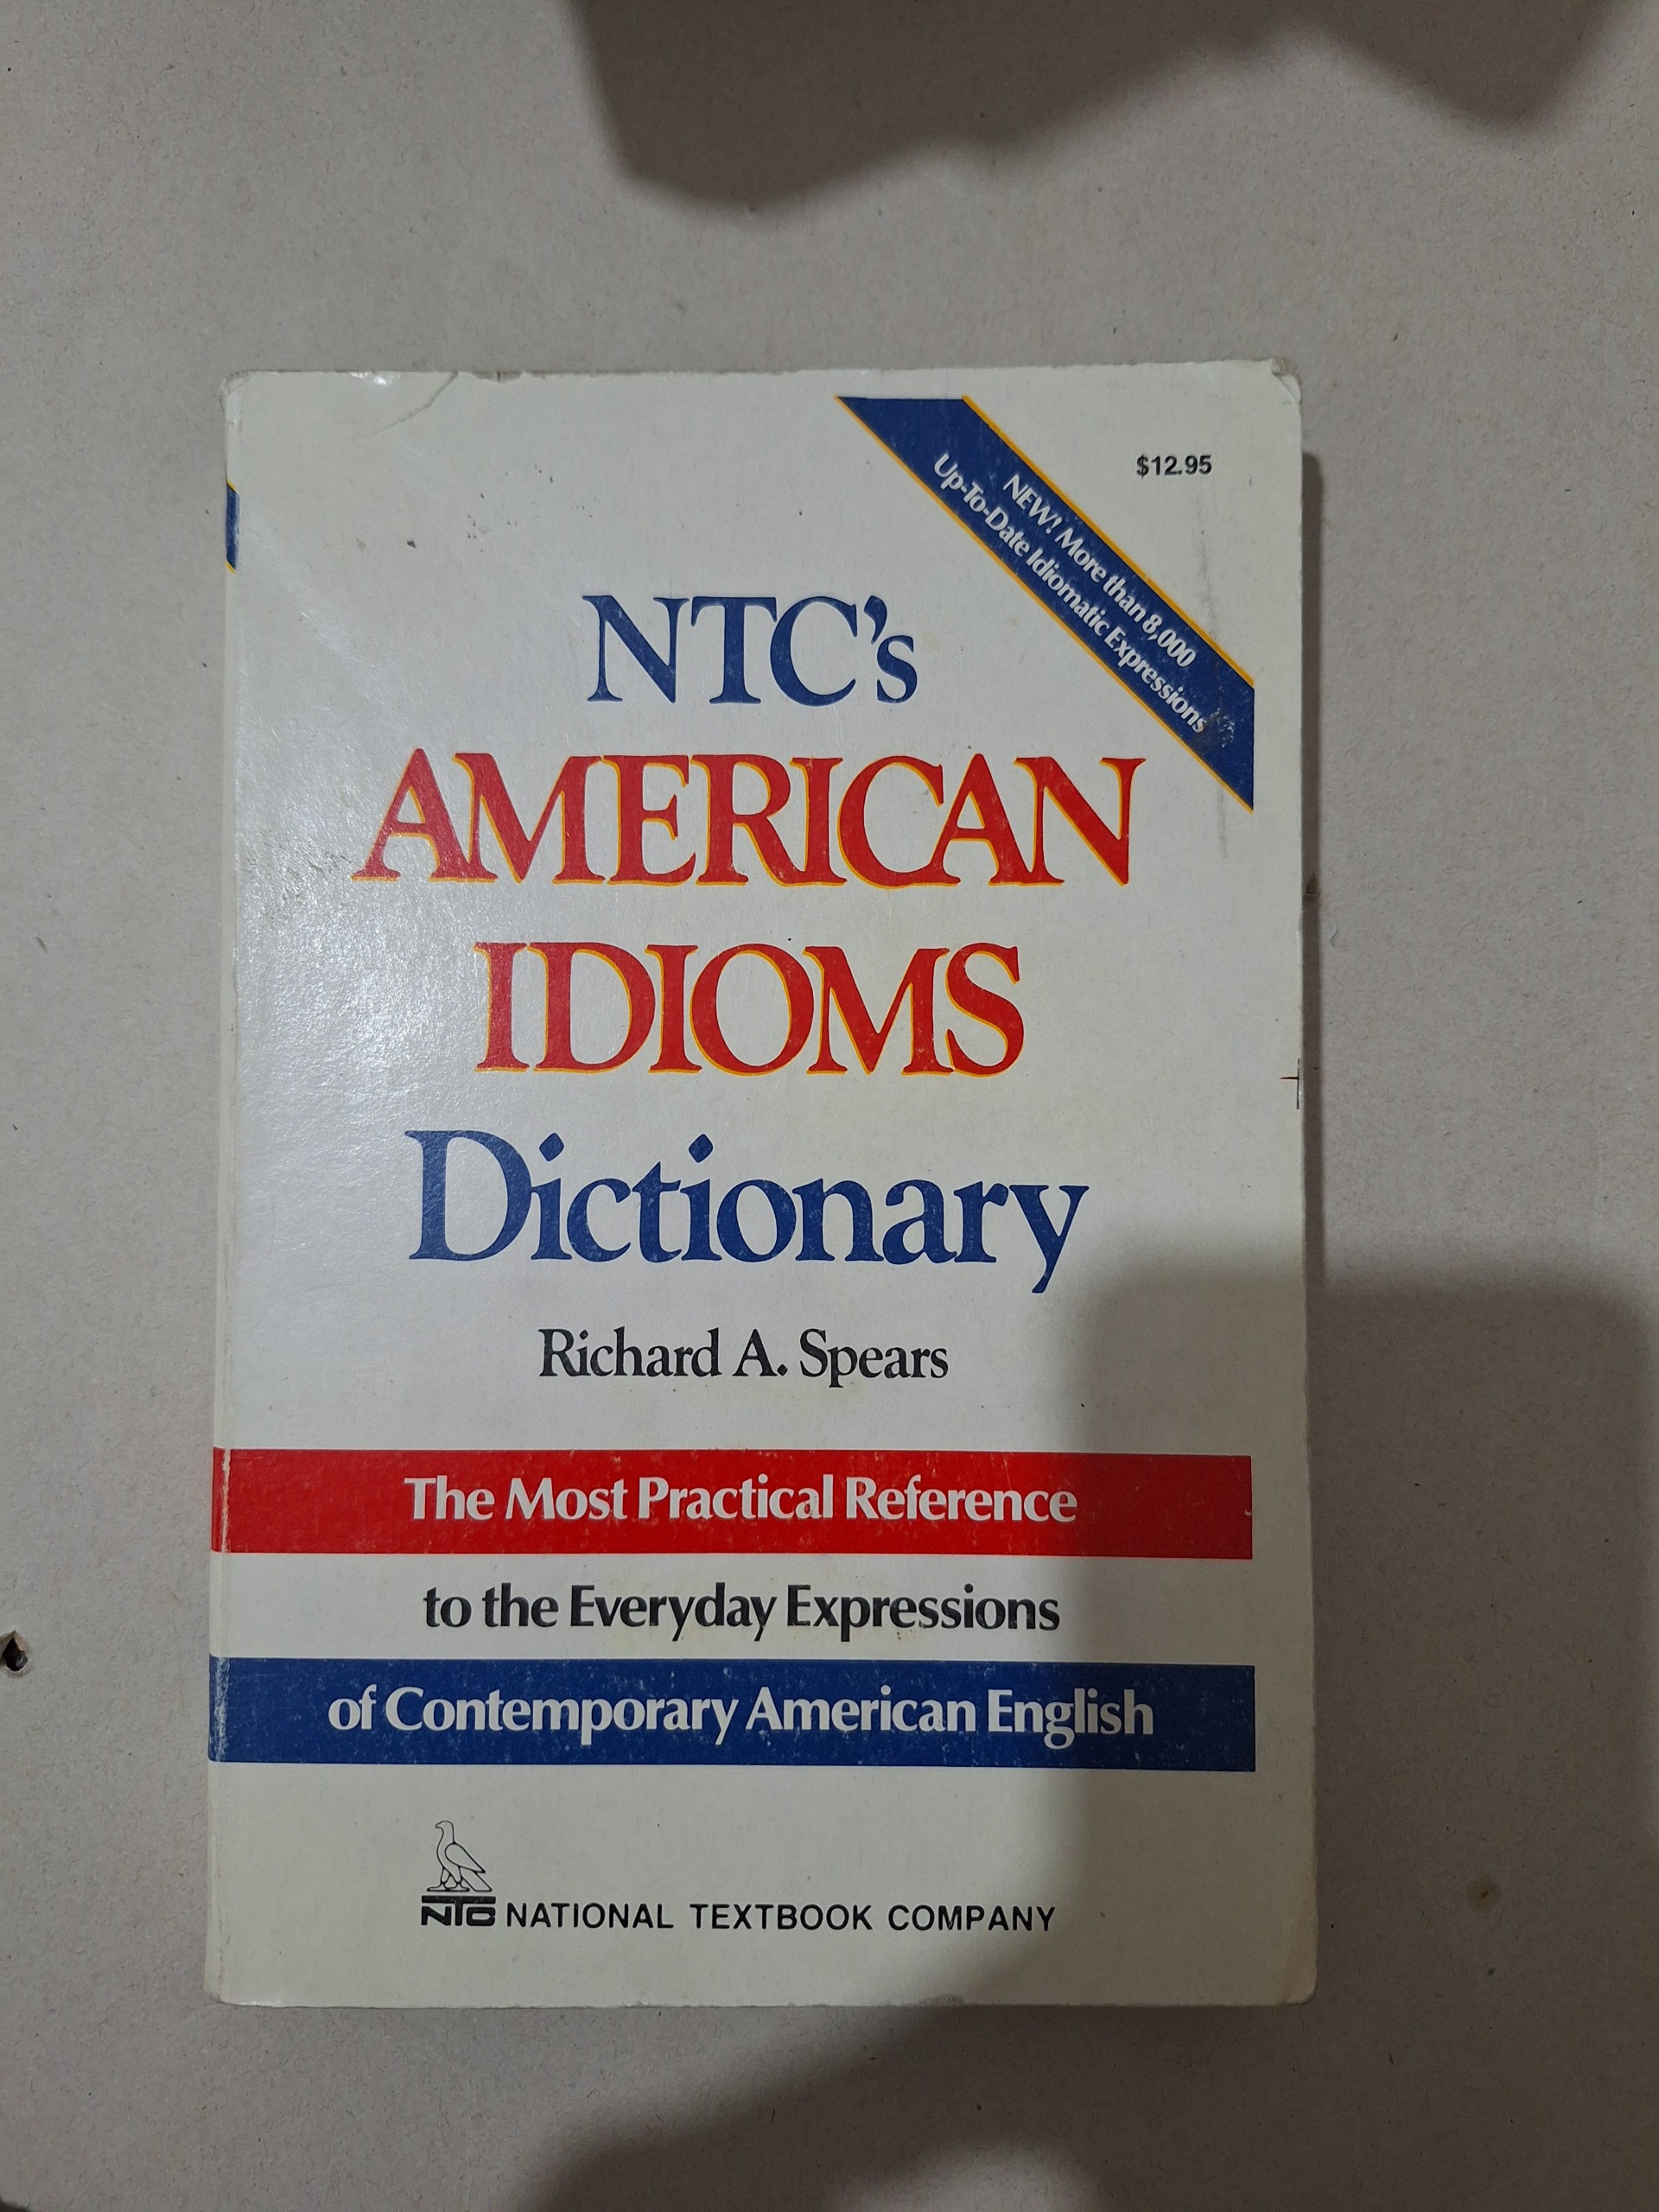 $12.95
NEW! More than 8,000
Up-To-Date Idiomatic Expressions
NTC's
AMERICAN
IDIOMS
Dictionary
Richard A. Spears
The Most Practical Reference
to the Everyday Expressions
of Contemporary American English
NTC NATIONAL TEXTBOOK COMPANY